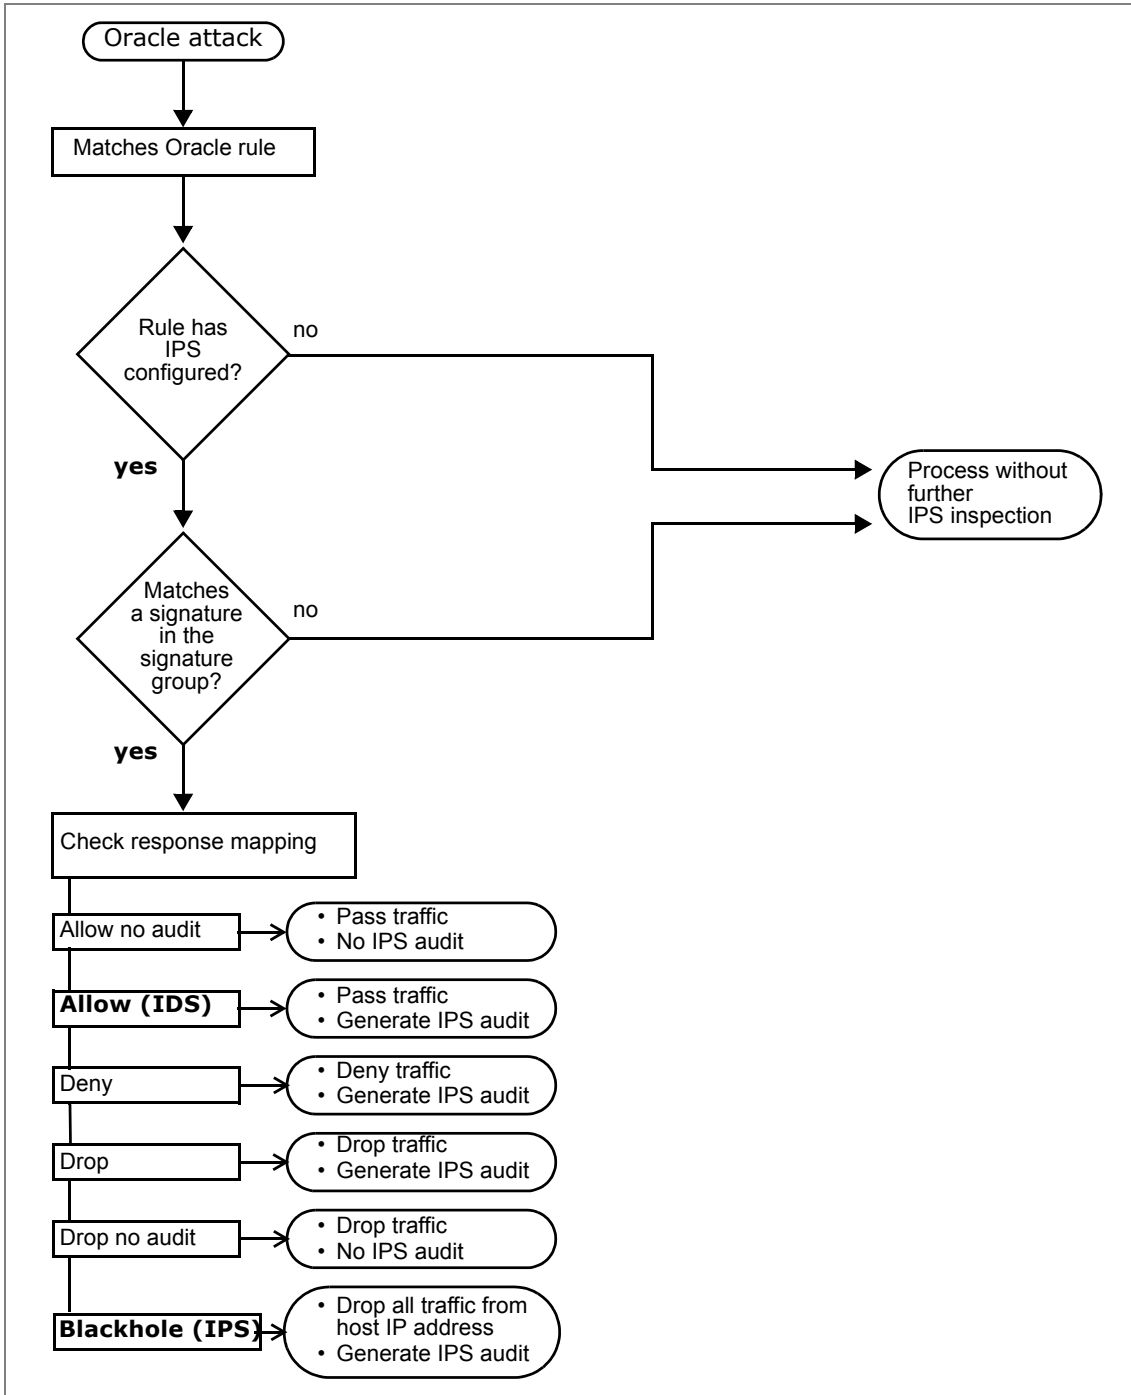 Oracle attack
Matches Oracle rule
Rule has
IPS
configured?
no
yes
Process without
further
IPS inspection
Matches
a signature
in the
signature
group?
no
yes
Check response mapping
Allow no audit
• Pass traffic
• No IPS audit
Allow (IDS)
• Pass traffic
• Generate IPS audit
Deny
• Deny traffic
• Generate IPS audit
Drop
• Drop traffic
• Generate IPS audit
Drop no audit
• Drop traffic
• No IPS audit
Blackhole (IPS)
• Drop all traffic from
host IP address
• Generate IPS audit